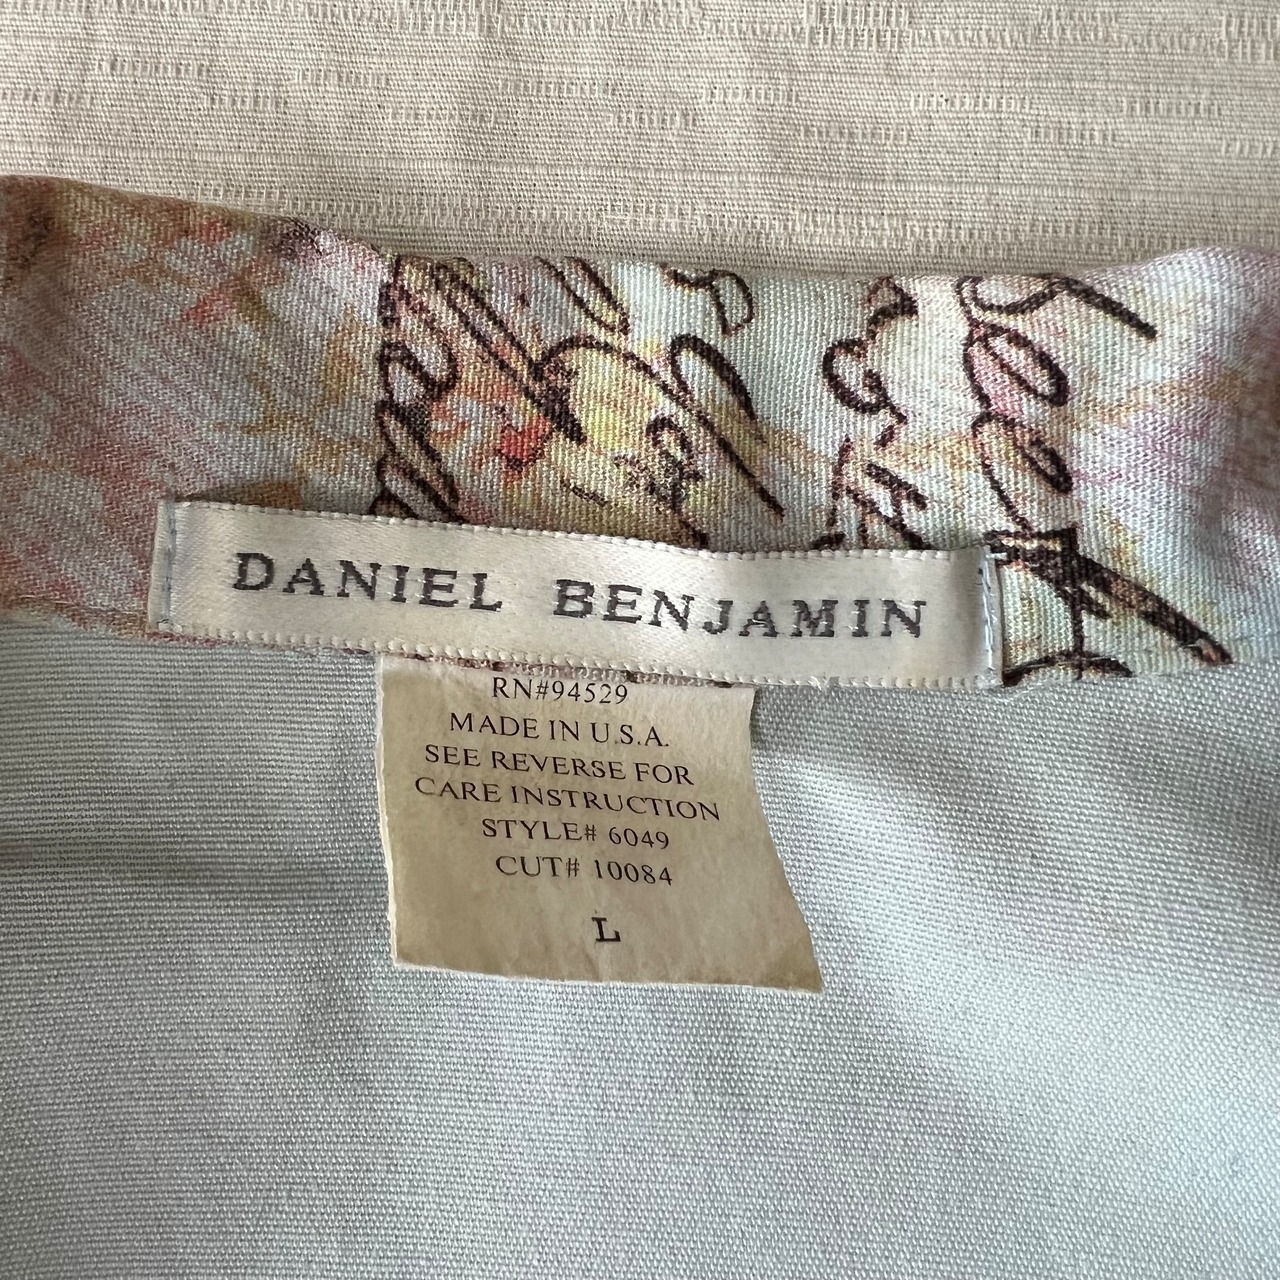 DANIEL BENJAMIN
RN#94529
MADE IN U.S.A.
SEE REVERSE FOR
CARE INSTRUCTION
STYLE# 6049
CUT# 10084
L